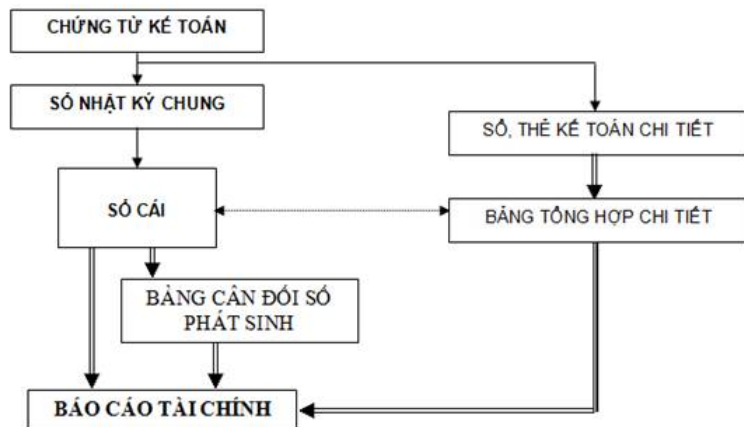 CHỨNG TỪ KẾ TOÁN
SỔ NHẬT KÝ CHUNG
SỔ, THẺ KẾ TOÁN CHI TIẾT
SỔ CÁI
BẢNG TỔNG HỢP CHI TIẾT
BẢNG CÂN ĐỐI SỐ
PHÁT SINH
BÁO CÁO TÀI CHÍNH